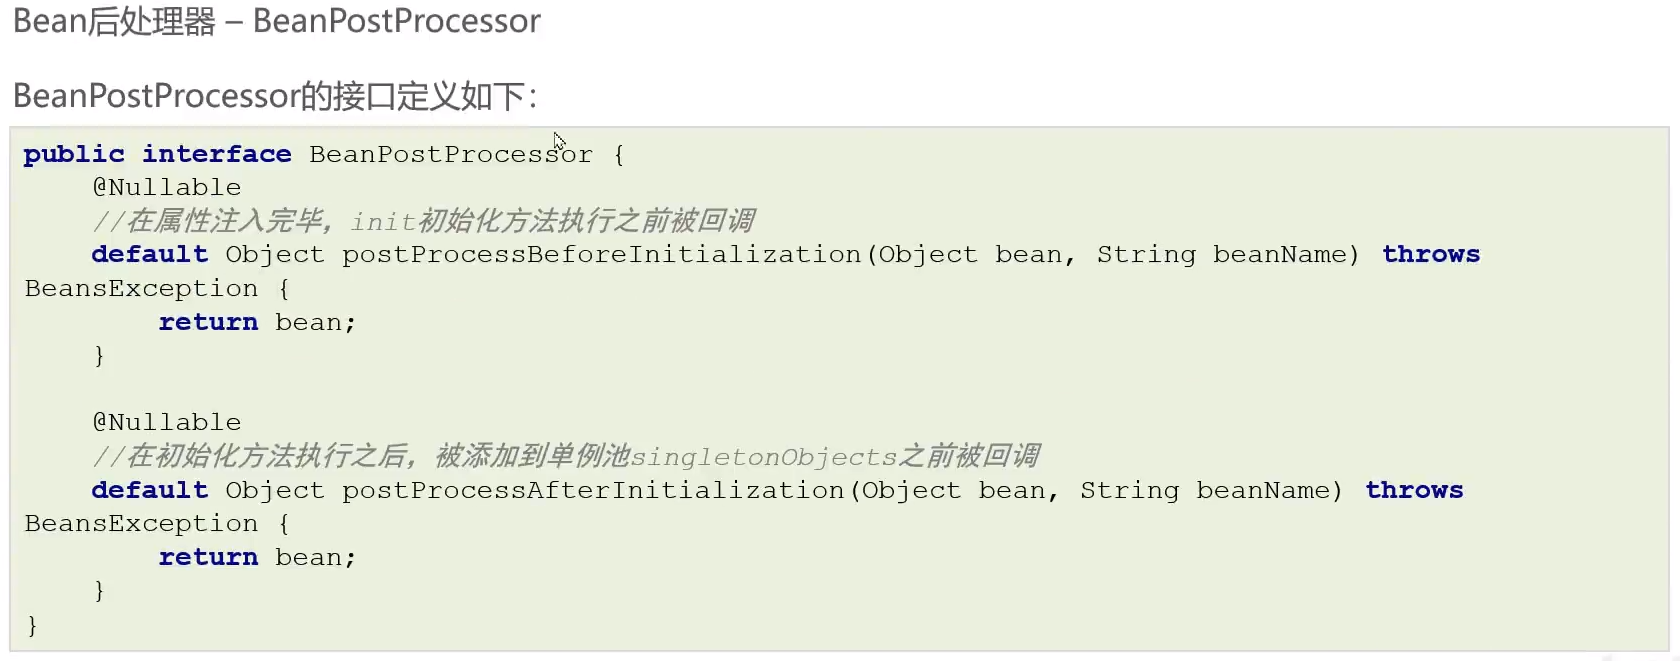 Bean后处理器 – BeanPostProcessor
BeanPostProcessor的接口定义如下：
public interface BeanPostProcessor {
@Nullable
//在属性注入完毕，init初始化方法执行之前被回调
default Object postProcessBeforeInitialization(Object bean, String beanName) throws
BeansException {
return bean;
}
@Nullable
//在初始化方法执行之后，被添加到单例池singletonObjects之前被回调
default Object postProcessAfterInitialization(Object bean, String beanName) throws
BeansException {
return bean;
}
}